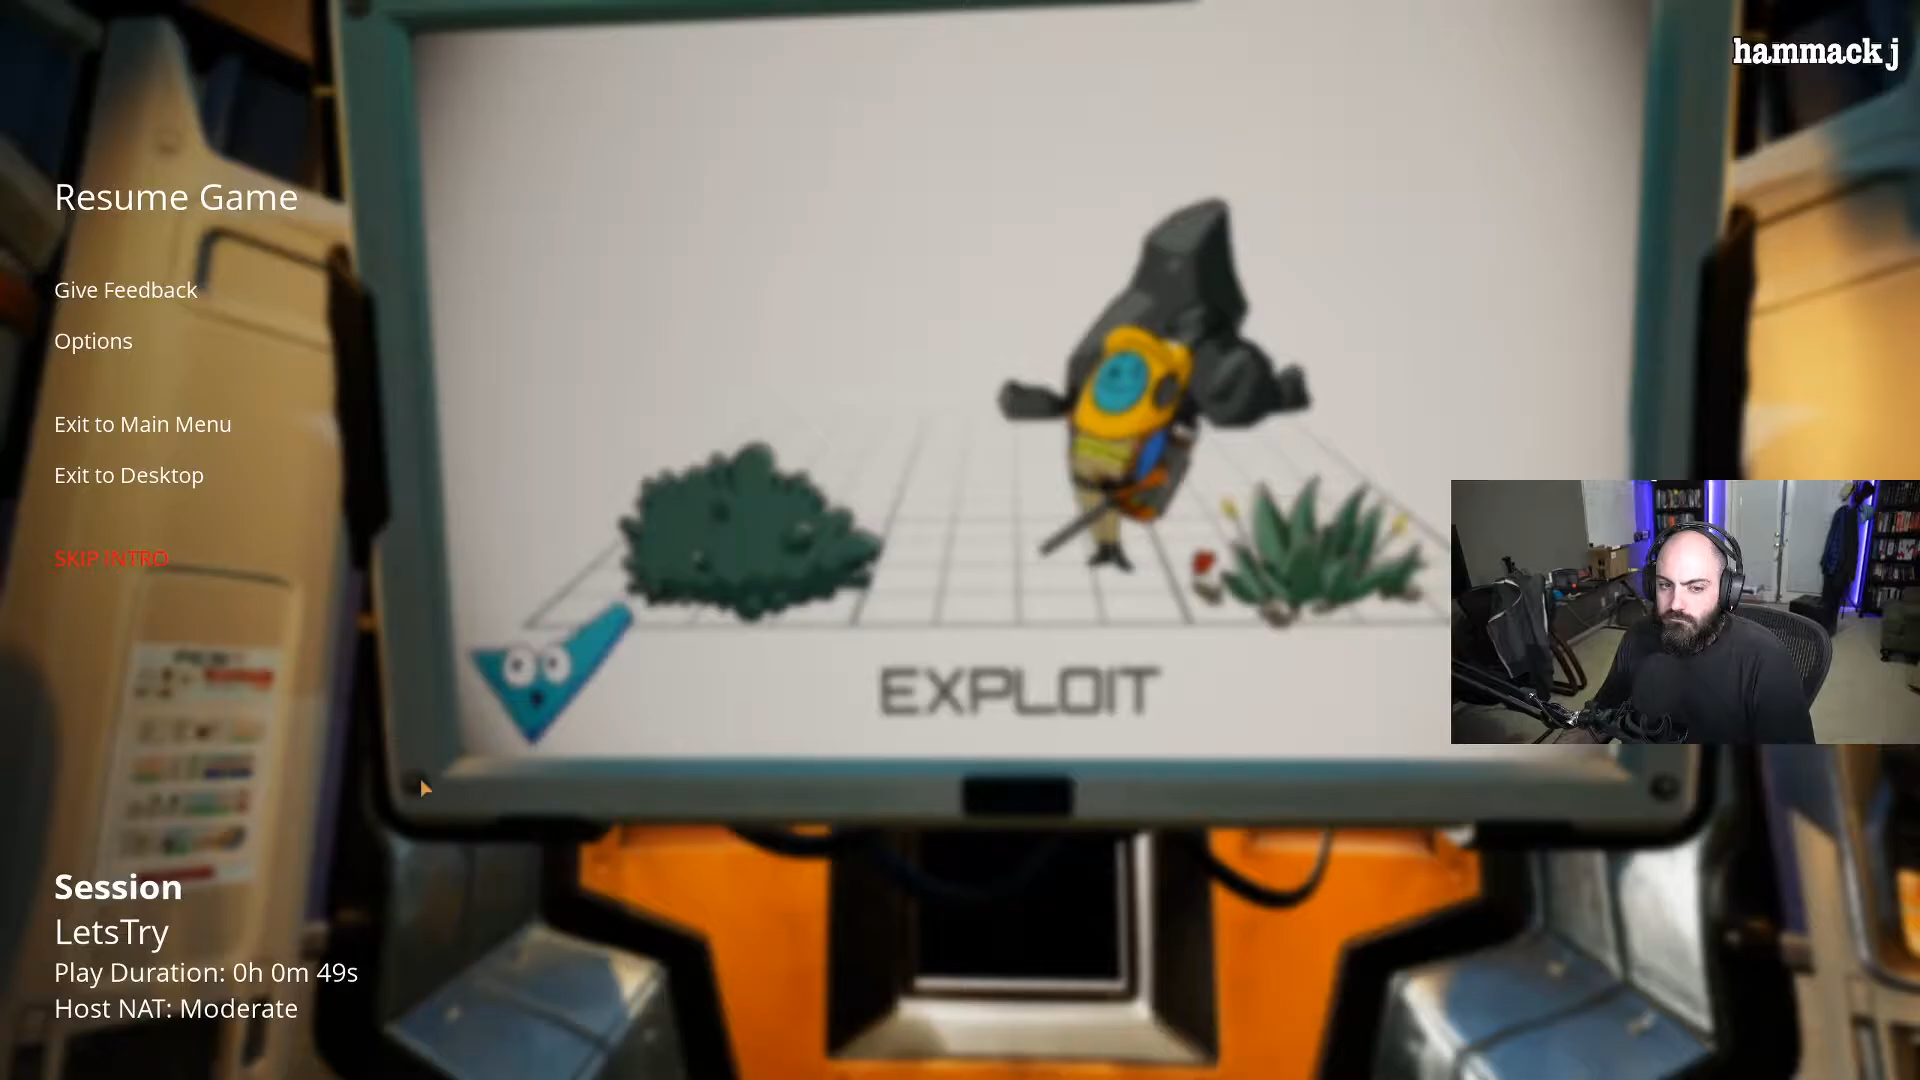 hammack j
Resume Game
Give Feedback
Options
Exit to Main Menu
Exit to Desktop
SKIP INTRO
EXPLOIT
Session
LetsTry
Play Duration: 0h 0m 49s
Host NAT: Moderate